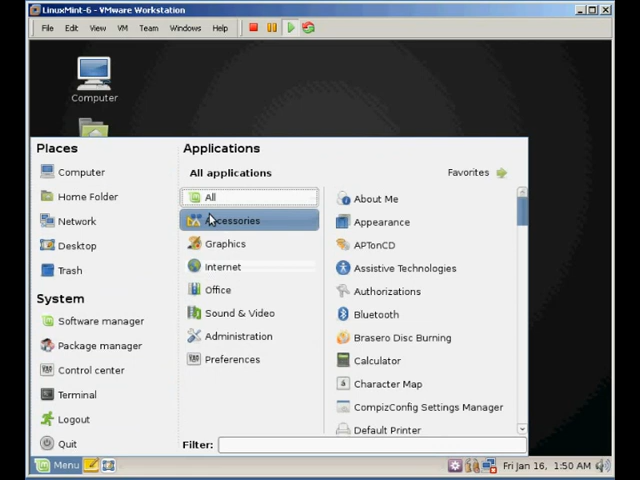 LinuxMint-6 - VMware Workstation
File Edit View VM Team Windows Help
Computer
Places
Computer
Home Folder
Network
Desktop
Trash
System
Software manager
Package manager
Control center
Terminal
Logout
Quit
Applications
All applications
Favorites
All
Accessories
Graphics
Internet
Office
Sound & Video
Administration
Preferences
About Me
Appearance
APTonCD
Assistive Technologies
Authorizations
Bluetooth
Brasero Disc Burning
Calculator
Character Map
CompizConfig Settings Manager
Default Printer
Filter:
Menu
Fri Jan 16, 1:50 AM